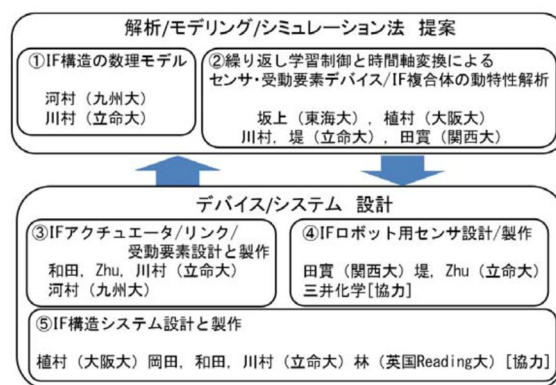 解析/モデリング/シミュレーション法 提案
①IF構造の数理モデル
河村（九州大）
川村（立命大）
②繰り返し学習制御と時間軸変換による
センサ・受動要素デバイス/IF複合体の動特性解析
坂上（東海大）, 植村（大阪大）
川村, 堤（立命大）, 田實（関西大）
デバイス/システム 設計
③IFアクチュエータ/リンク/
受動要素設計と製作
和田, Zhu, 川村（立命大）
河村（九州大）
④IFロボット用センサ設計/製作
田實（関西大）堤, Zhu（立命大）
三井化学[協力]
⑤IF構造システム設計と製作
植村（大阪大）岡田, 和田, 川村（立命大）林（英国Reading大）[協力]